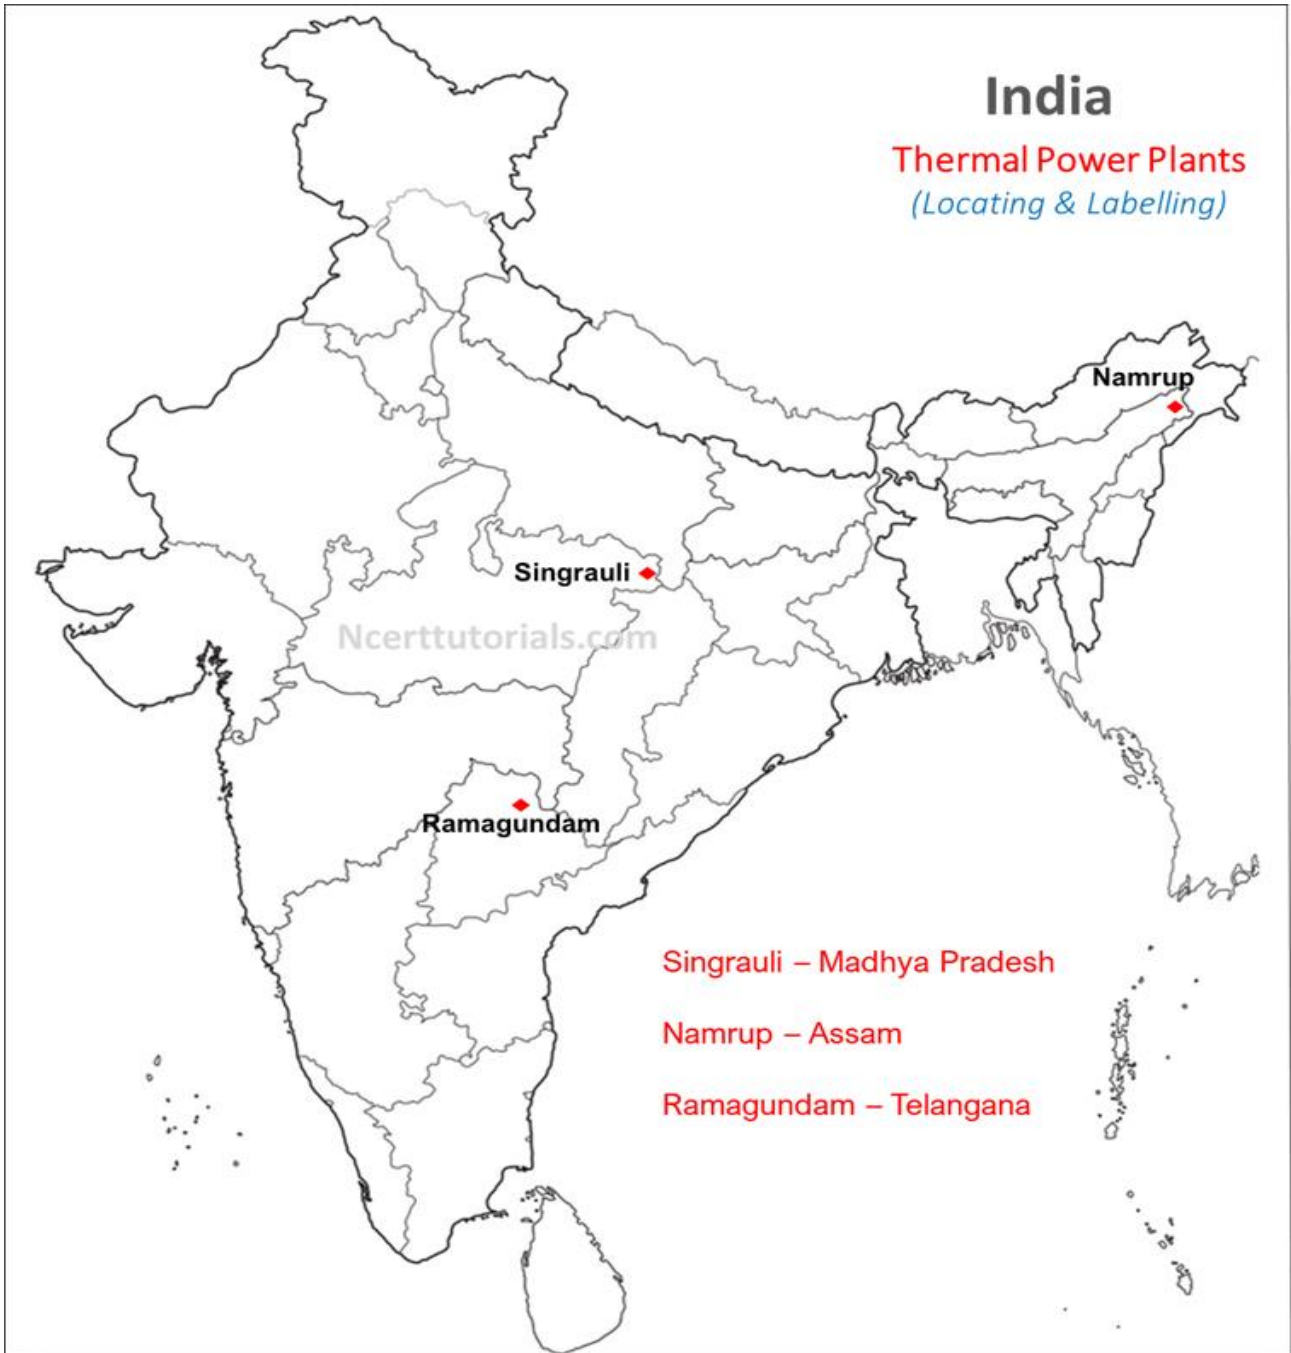 India
Thermal Power Plants
(Locating & Labelling)
Namrup
Singrauli
Ncerttutorials.com
Ramagundam
Singrauli – Madhya Pradesh
Namrup – Assam
Ramagundam – Telangana